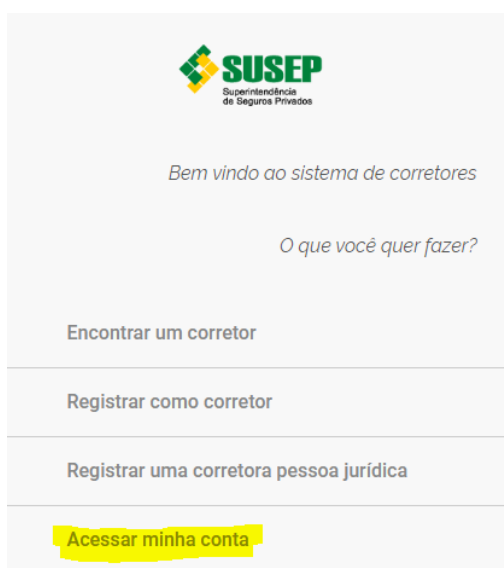 SUSEP
Superintendência
de Seguros Privados
Bem vindo ao sistema de corretores
O que você quer fazer?
Encontrar um corretor
Registrar como corretor
Registrar uma corretora pessoa jurídica
Acessar minha conta